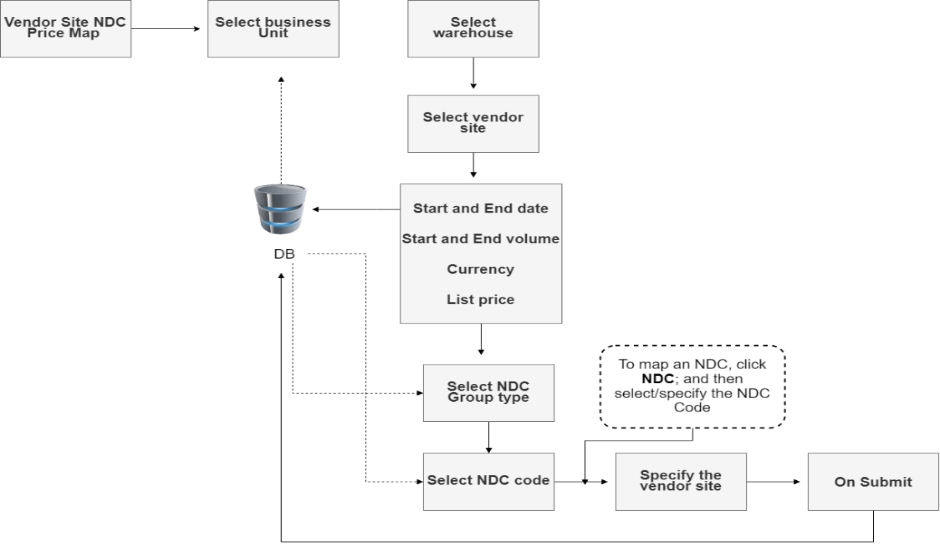 Vendor Site NDC
Price Map
Select business
Unit
Select
warehouse
Select vendor
site
Start and End date
Start and End volume
Currency
List price
DB
Select NDC
Group type
To map an NDC, click
NDC; and then
select/specify the NDC
Code
Select NDC code
Specify the
vendor site
On Submit